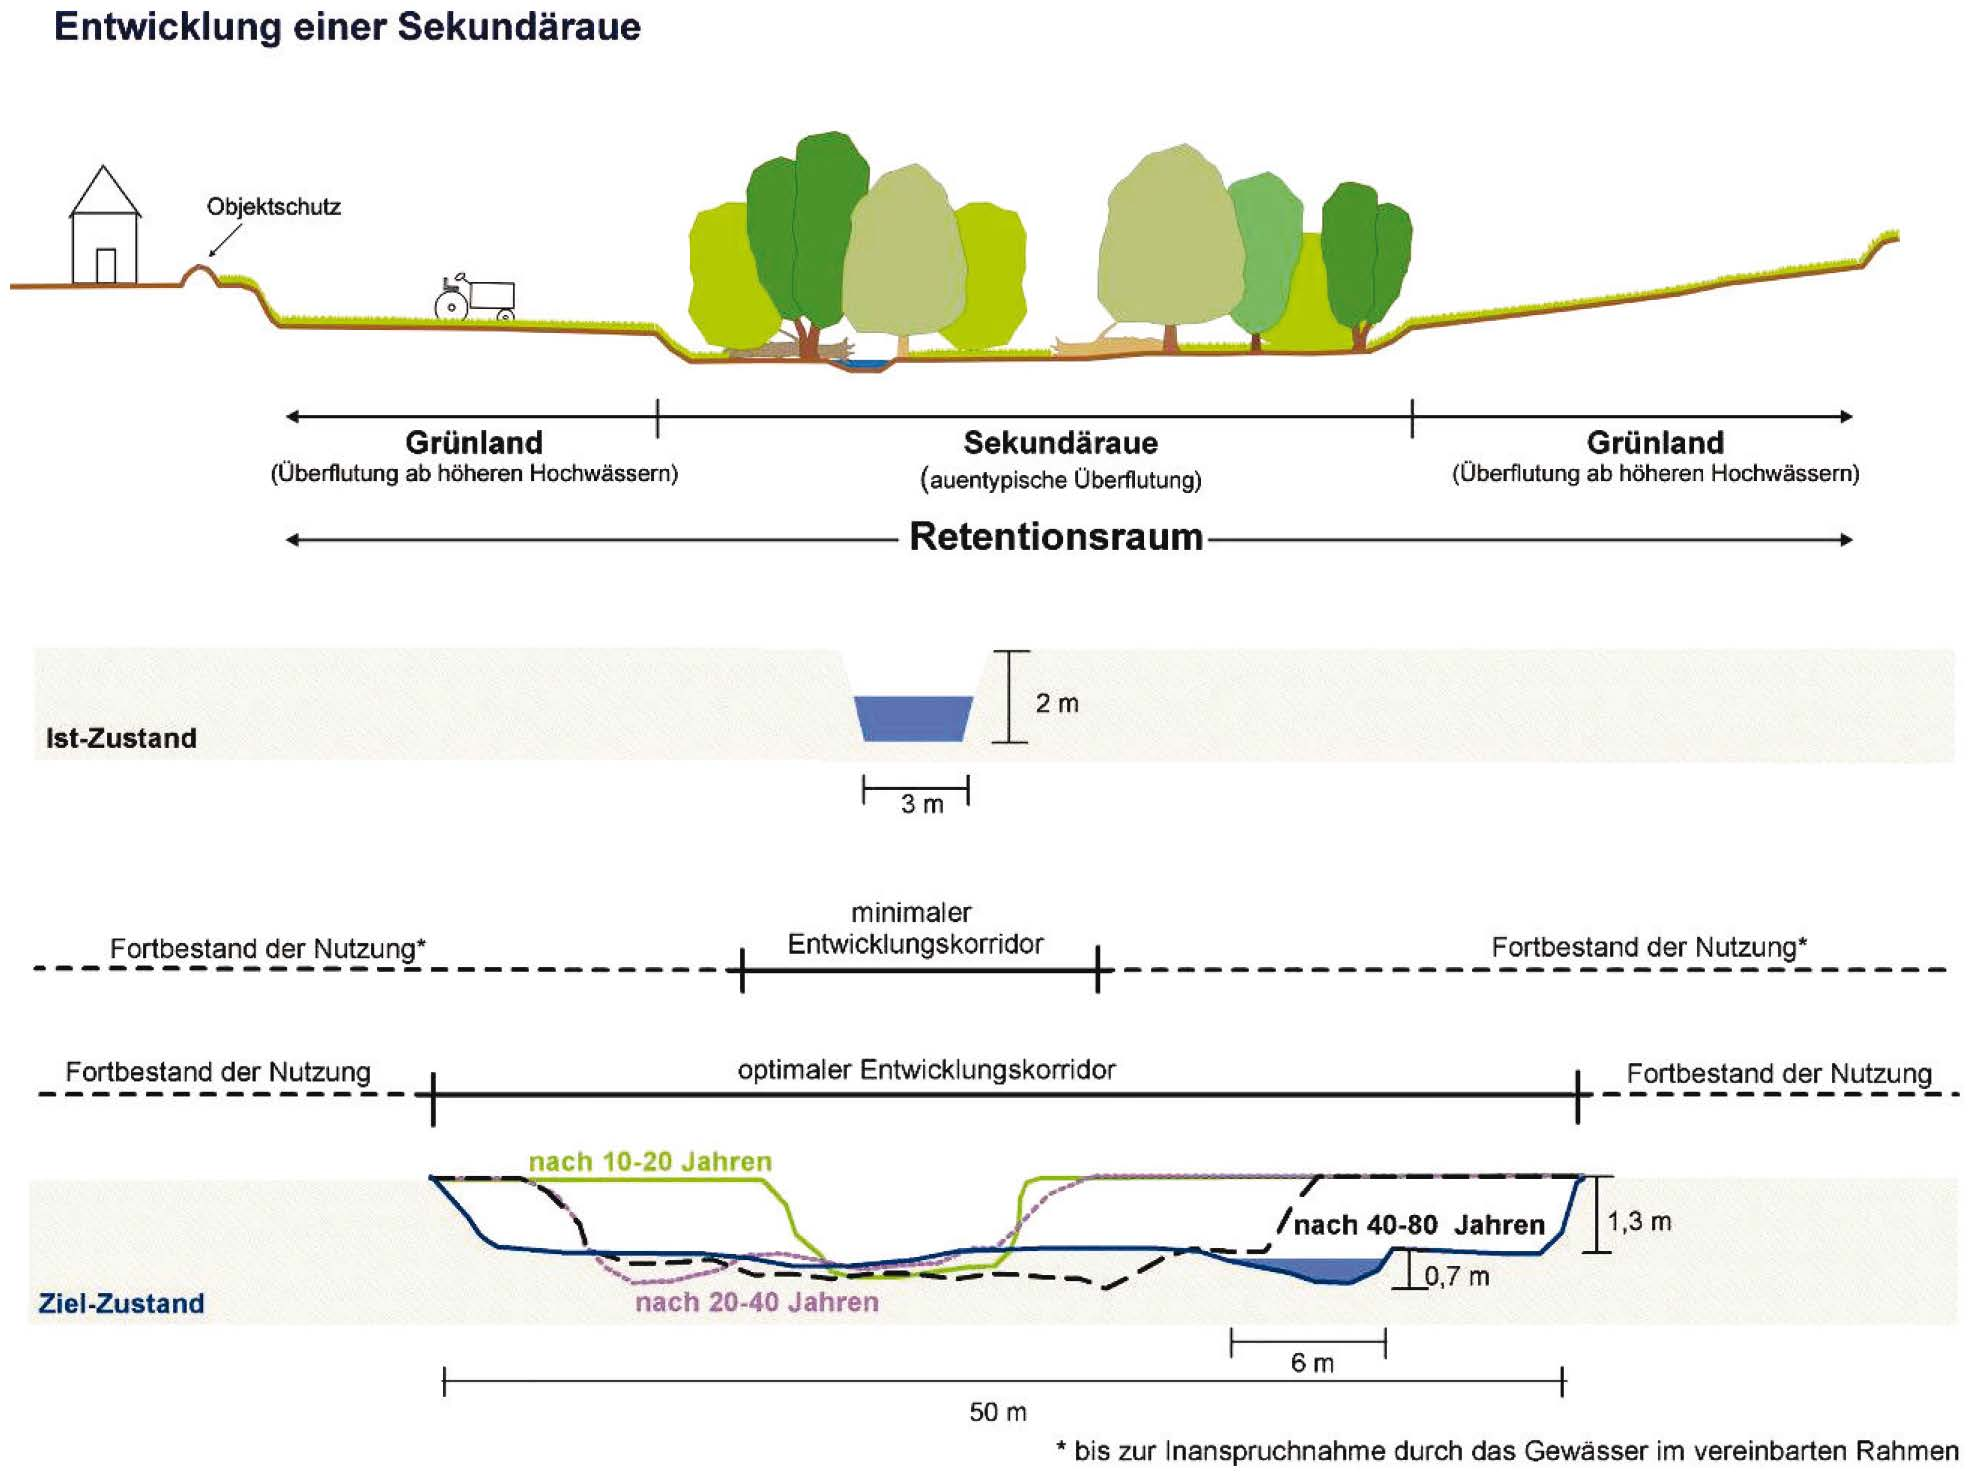 Entwicklung einer Sekundäraue
Objektschutz
Grünland
(Überflutung ab höheren Hochwässern)
Sekundäraue
(auentypische Überflutung)
Grünland
(Überflutung ab höheren Hochwässern)
Retentionsraum
2 m
Ist-Zustand
3 m
minimaler
Entwicklungskorridor
Fortbestand der Nutzung*
Fortbestand der Nutzung*
Fortbestand der Nutzung
optimaler Entwicklungskorridor
Fortbestand der Nutzung
nach 10-20 Jahren
nach 40-80 Jahren
1,3 m
0,7 m
Ziel-Zustand
nach 20-40 Jahren
6 m
50 m
* bis zur Inanspruchnahme durch das Gewässer im vereinbarten Rahmen